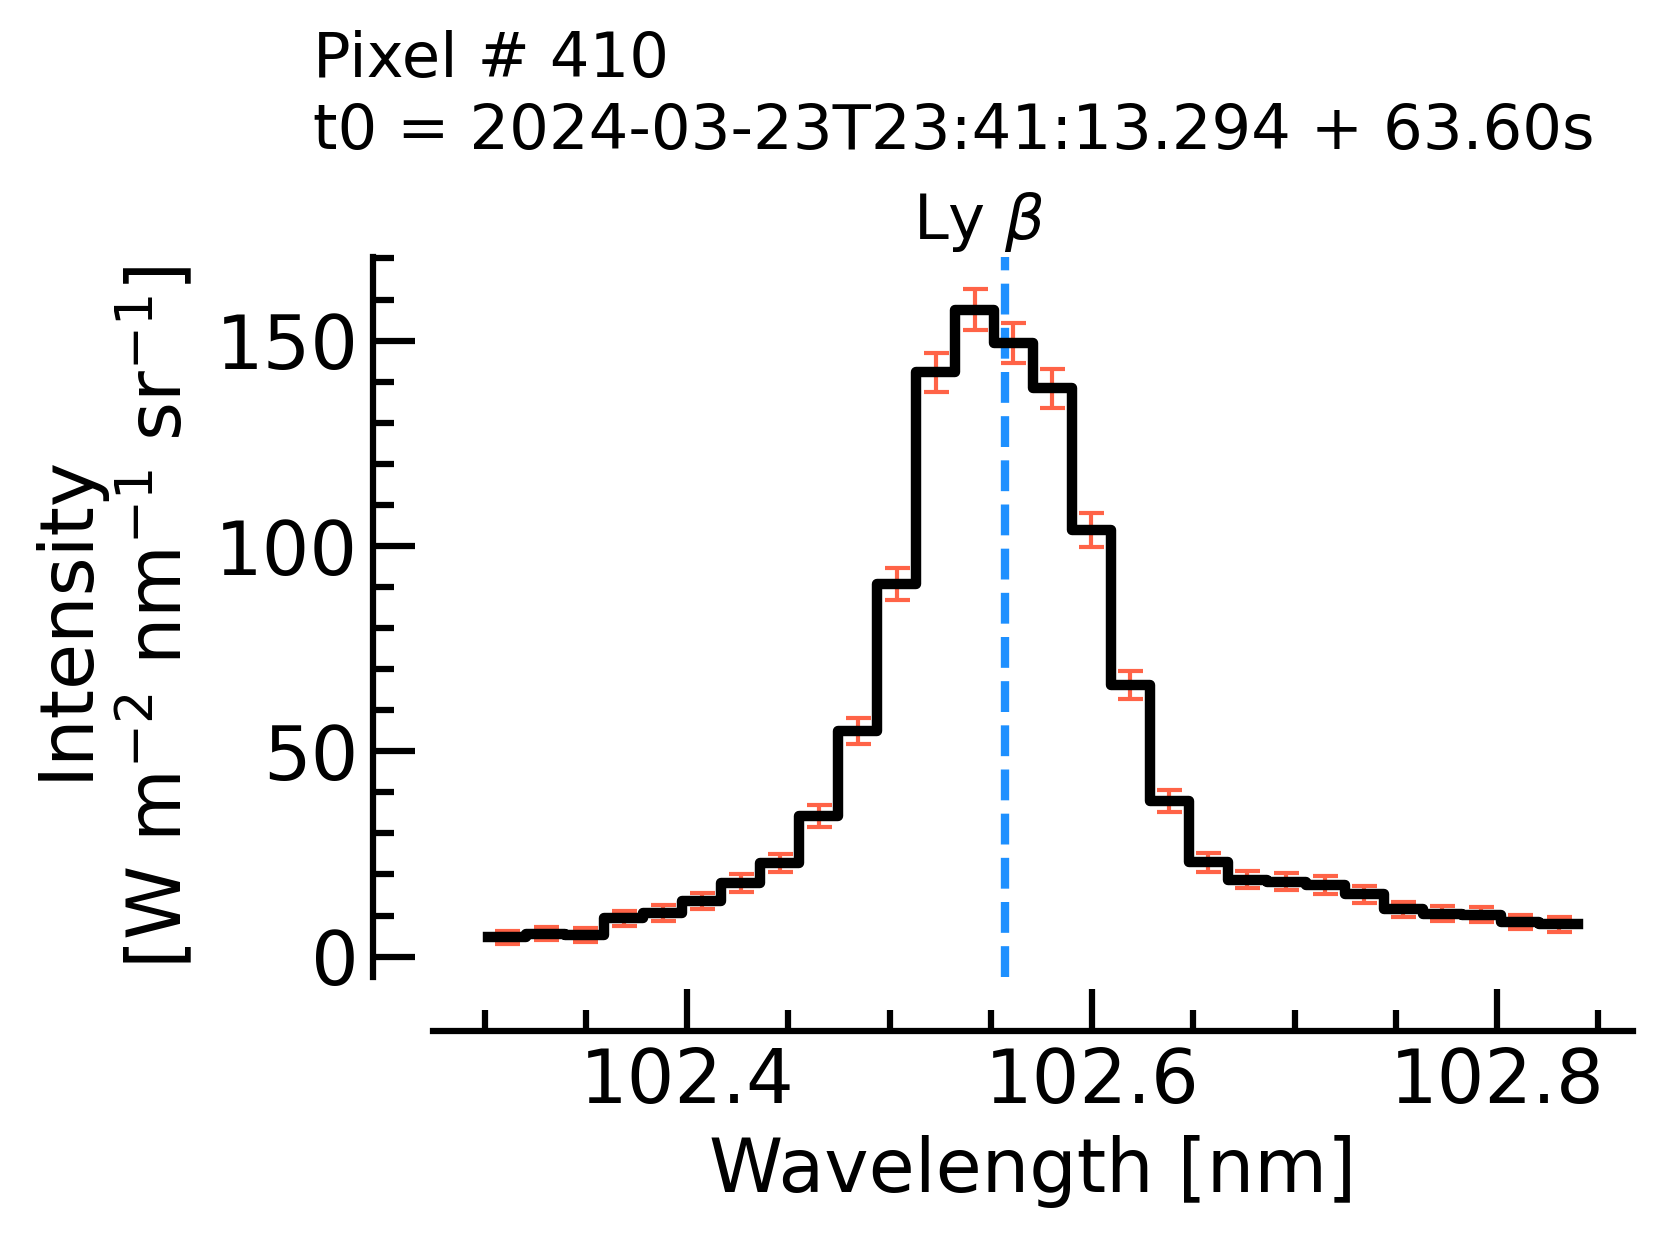 Pixel # 410
t0 = 2024-03-23T23:41:13.294 + 63.60s
Ly β
Intensity
[W m⁻² nm⁻¹ sr⁻¹]
150
100
50
0
102.4 102.6 102.8
Wavelength [nm]